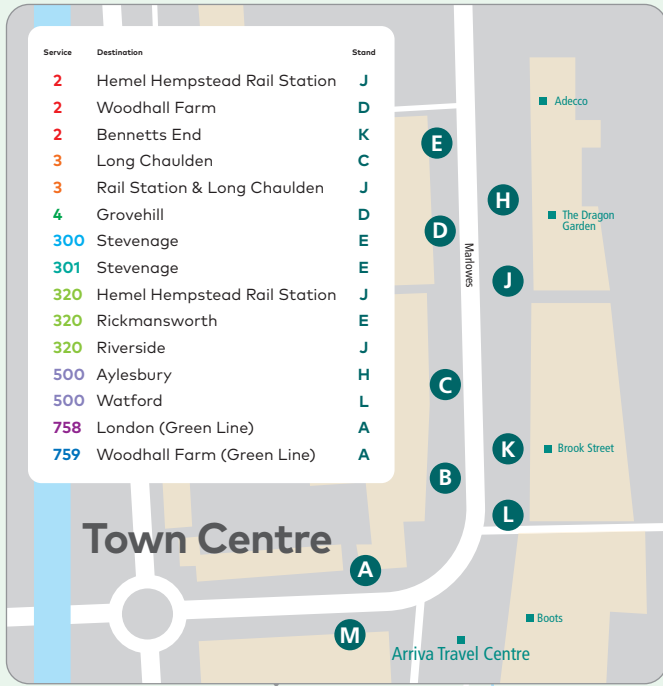 Service Destination Stand
2 Hemel Hempstead Rail Station J
2 Woodhall Farm D
2 Bennetts End K
3 Long Chaulden C
3 Rail Station & Long Chaulden J
4 Grovehill D
300 Stevenage E
301 Stevenage E
320 Hemel Hempstead Rail Station J
320 Rickmansworth E
320 Riverside J
500 Aylesbury H
500 Watford L
758 London (Green Line) A
759 Woodhall Farm (Green Line) A
Adecco
E
H
The Dragon
Garden
D
Marlowes
J
C
K
Brook Street
B
L
Town Centre
A
Boots
M
Arriva Travel Centre